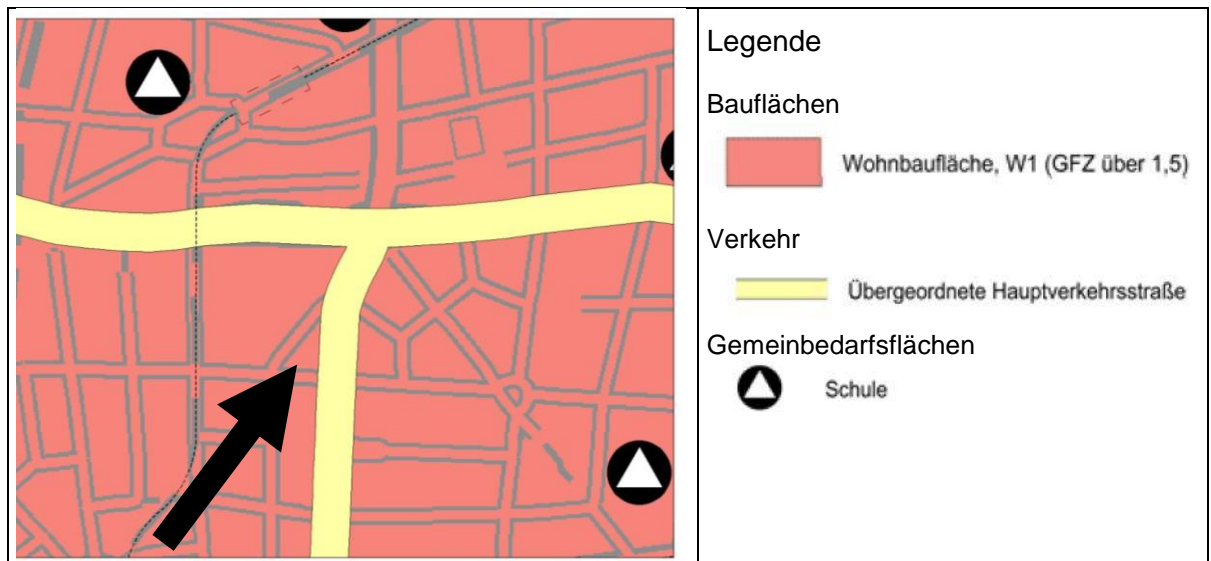 Legende
Bauflächen
Wohnbaufläche, W1 (GFZ über 1,5)
Verkehr
Übergeordnete Hauptverkehrsstraße
Gemeinbedarfsflächen
Schule